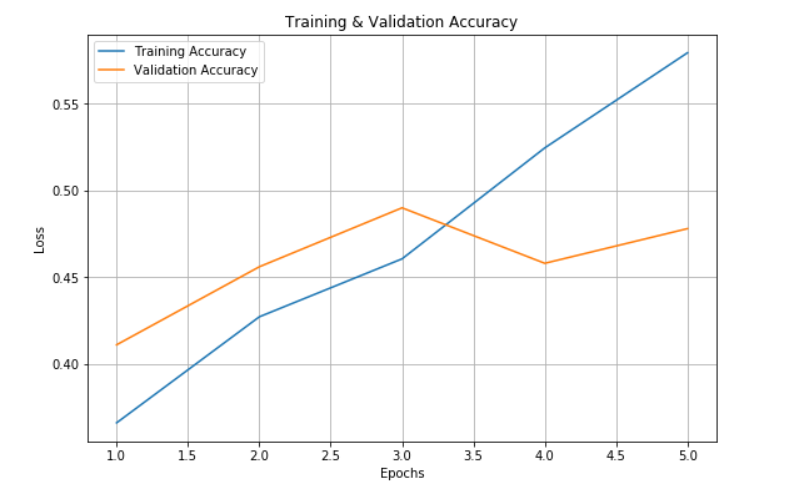 Training & Validation Accuracy
Training Accuracy
Validation Accuracy
0.55
0.50
0.45
0.40
Loss
1.0 1.5 2.0 2.5 3.0 3.5 4.0 4.5 5.0
Epochs